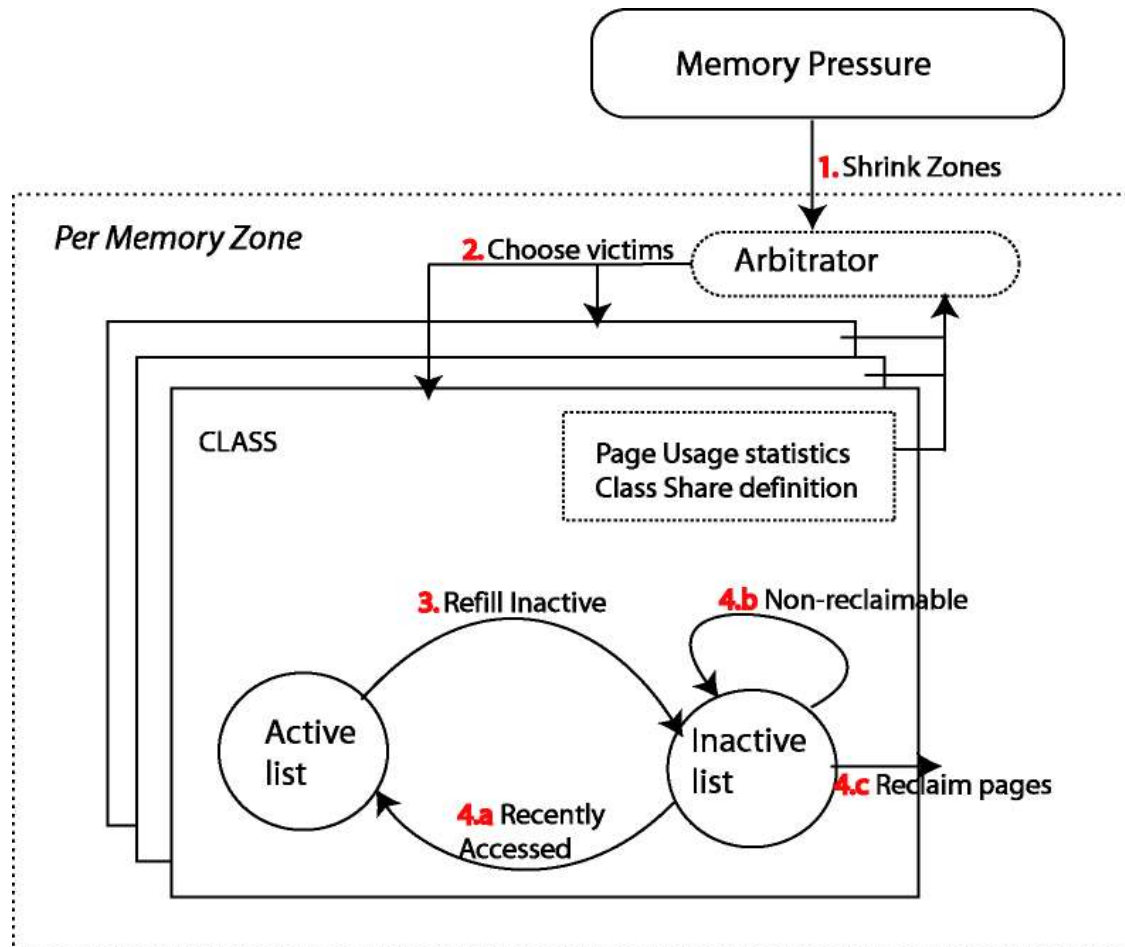 Memory Pressure
1. Shrink Zones
Per Memory Zone
2. Choose victims
Arbitrator
CLASS
Page Usage statistics
Class Share definition
3. Refill Inactive
4.b Non-reclaimable
Active
list
Inactive
list
4.c Reclaim pages
4.a Recently
Accessed